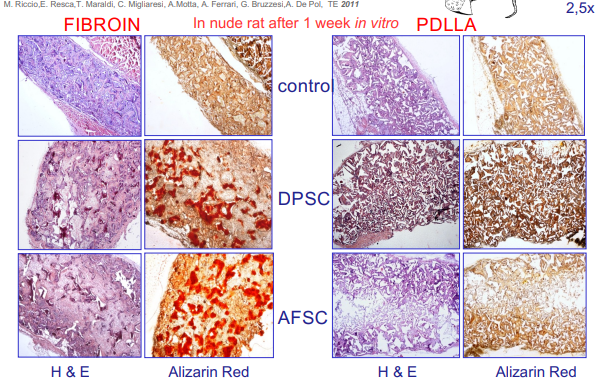 M. Riccio,E. Resca,T. Maraldi, C. Migliaresi, A.Motta, A. Ferrari, G. Bruzzesi,A. De Pol, TE 2011
2,5x
FIBROIN In nude rat after 1 week in vitro PDLLA
control
DPSC
AFSC
H & E Alizarin Red H & E Alizarin Red